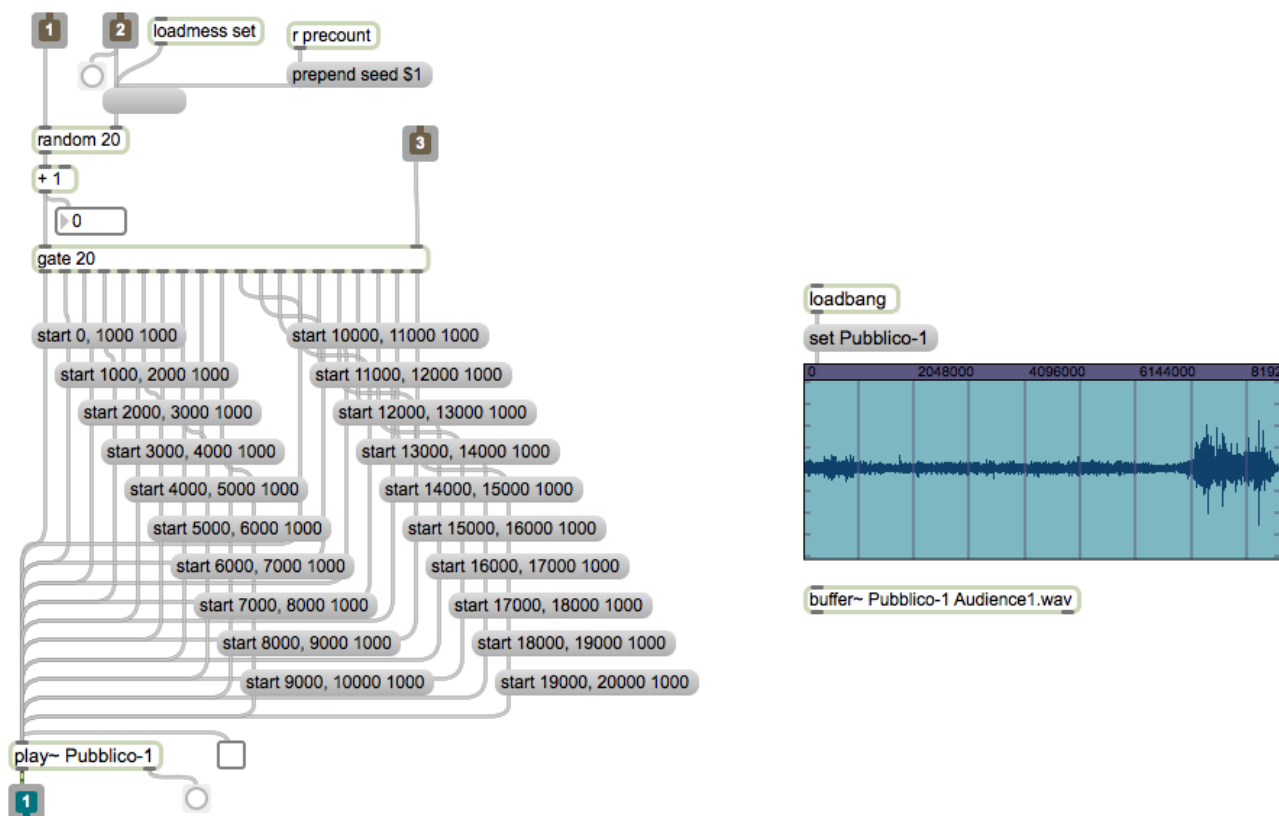 1
2
loadmess set
r precount
prepend seed $1
random 20
3
+ 1
0
gate 20
start 0, 1000 1000
start 10000, 11000 1000
start 1000, 2000 1000
start 11000, 12000 1000
start 2000, 3000 1000
start 12000, 13000 1000
start 3000, 4000 1000
start 13000, 14000 1000
start 4000, 5000 1000
start 14000, 15000 1000
start 5000, 6000 1000
start 15000, 16000 1000
start 6000, 7000 1000
start 16000, 17000 1000
start 7000, 8000 1000
start 17000, 18000 1000
start 8000, 9000 1000
start 18000, 19000 1000
start 9000, 10000 1000
start 19000, 20000 1000
play~ Pubblico-1
1
loadbang
set Pubblico-1
0 2048000 4096000 6144000 8192
buffer~ Pubblico-1 Audience1.wav